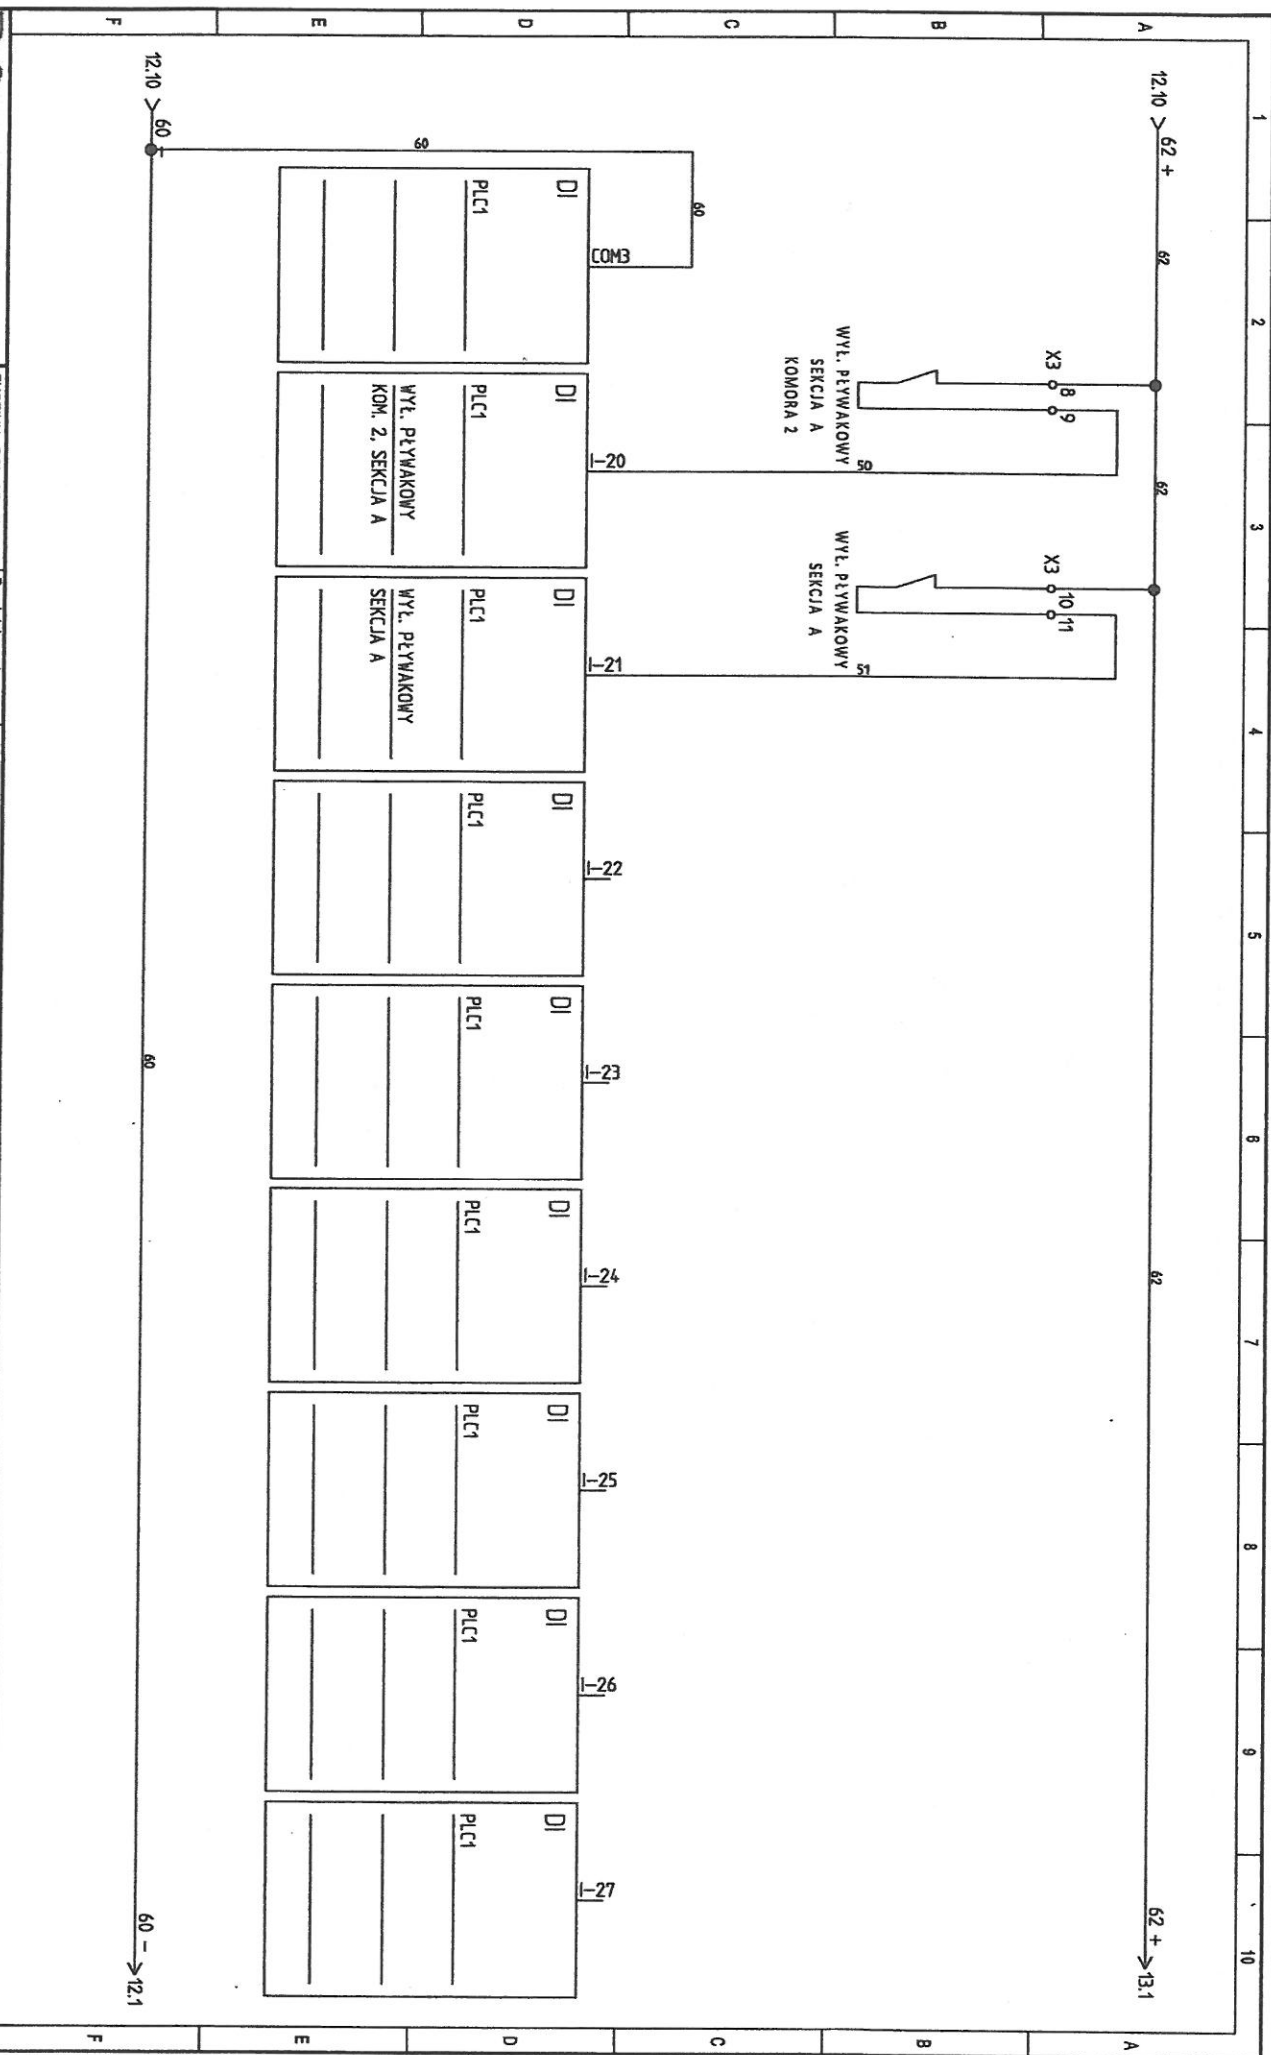 1
2
3
4
5
6
7
8
9
10
A
A
B
B
C
C
D
D
E
E
F
F
12.10
62 +
62
62
62
62 +
13.1
X3
8
9
WYŁ. PŁYWAKOWY
SEKCJA A
KOMORA 2
50
X3
10
11
WYŁ. PŁYWAKOWY
SEKCJA A
51
60
60
COM3
I-20
I-21
I-22
I-23
I-24
I-25
I-26
I-27
DI
PLC1
DI
PLC1
WYŁ. PŁYWAKOWY
KOM. 2, SEKCJA A
DI
PLC1
WYŁ. PŁYWAKOWY
SEKCJA A
DI
PLC1
DI
PLC1
DI
PLC1
DI
PLC1
DI
PLC1
DI
PLC1
12.10
60 -
60
60 -
12.1